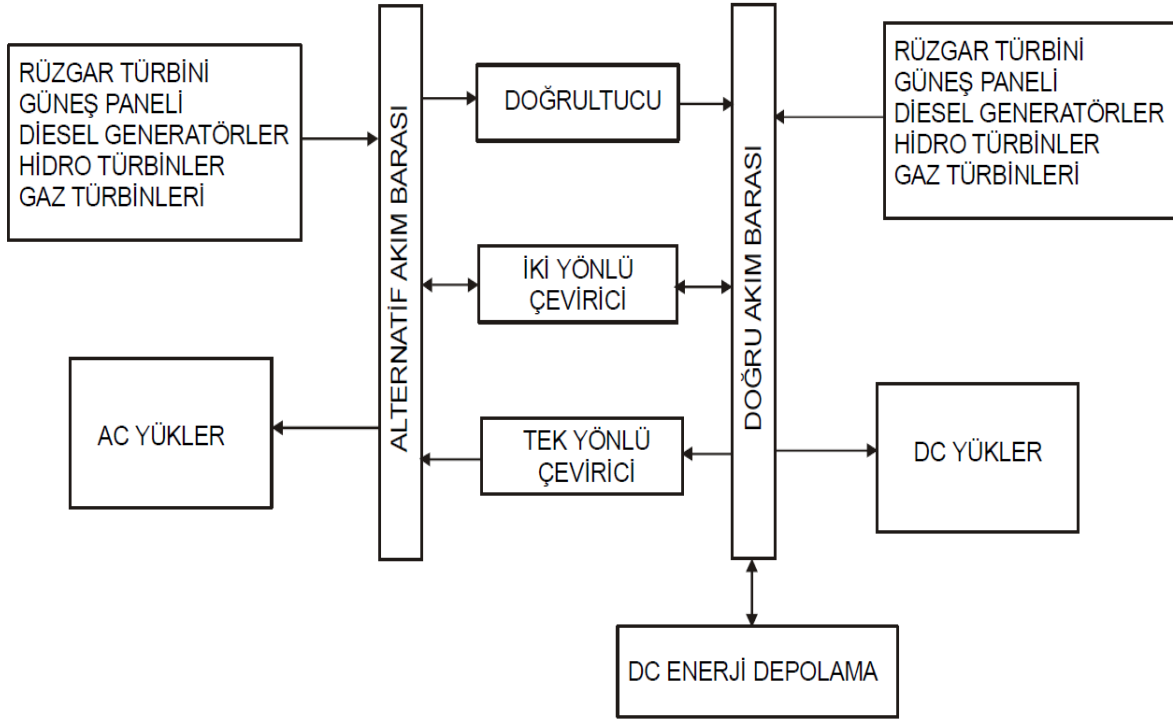 RÜZGAR TÜRBİNİ
GÜNEŞ PANELİ
DİESEL GENERATÖRLER
HİDRO TÜRBİNLER
GAZ TÜRBİNLERİ
ALTERNATİF AKIM BARASI
DOĞRULTUCU
İKİ YÖNLÜ
ÇEVİRİCİ
TEK YÖNLÜ
ÇEVİRİCİ
DOĞRU AKIM BARASI
RÜZGAR TÜRBİNİ
GÜNEŞ PANELİ
DİESEL GENERATÖRLER
HİDRO TÜRBİNLER
GAZ TÜRBİNLERİ
AC YÜKLER
DC YÜKLER
DC ENERJİ DEPOLAMA